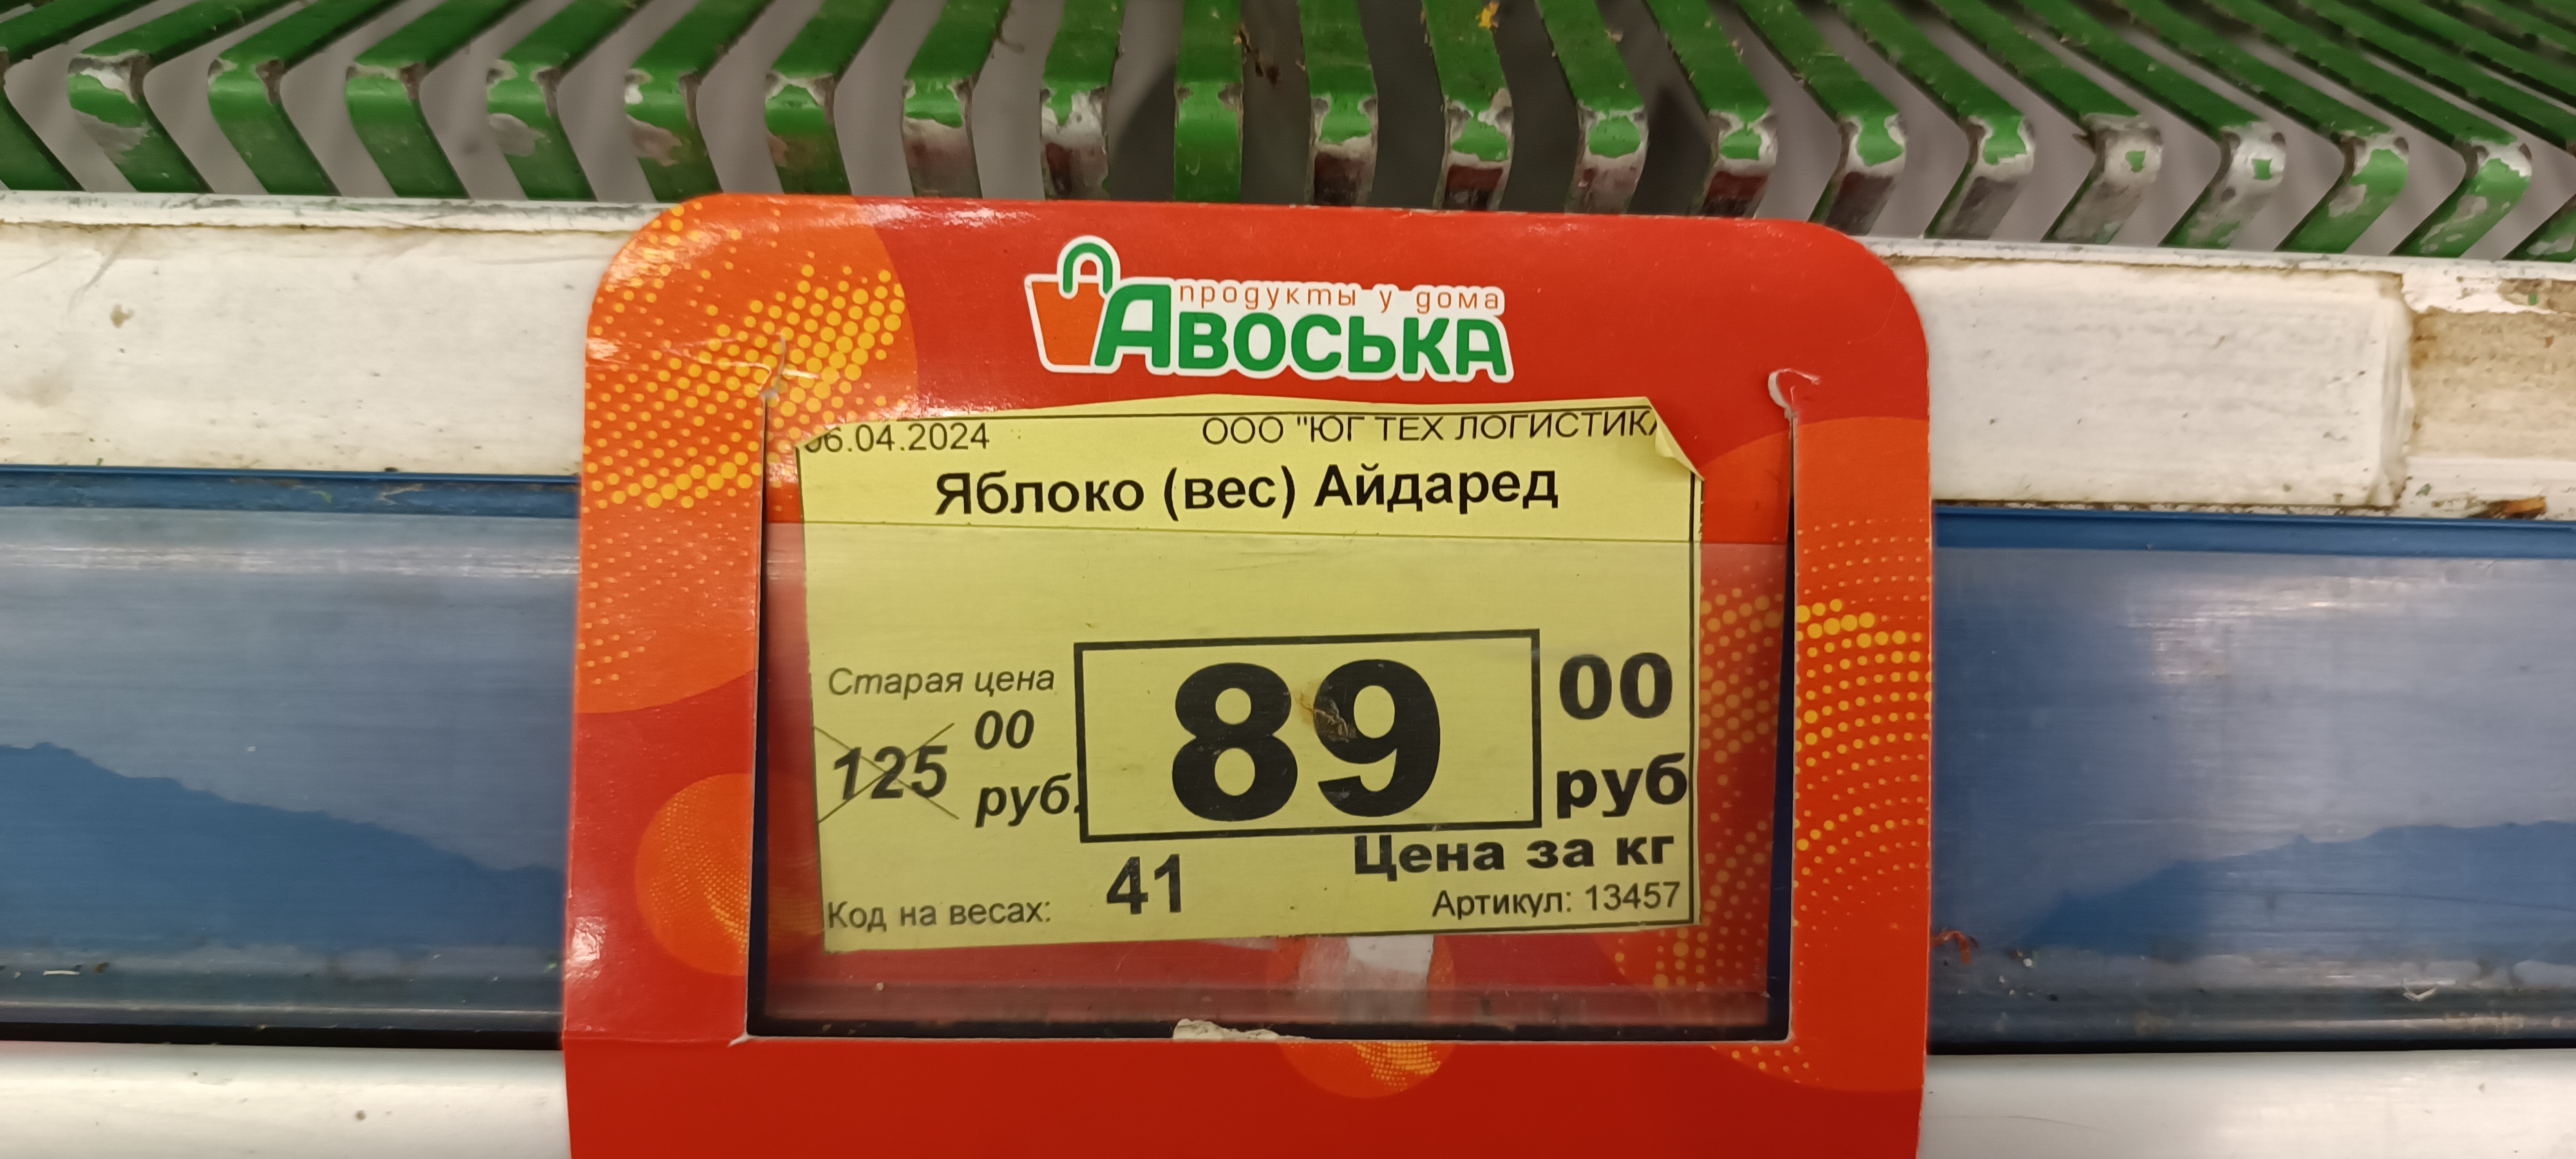 продукты у дома
АВОСЬКА
06.04.2024 ООО "ЮГ ТЕХ ЛОГИСТИКА
Яблоко (вес) Айдаред
Старая цена
125 00 руб.
89 00 руб
Цена за кг
Код на весах: 41
Артикул: 13457